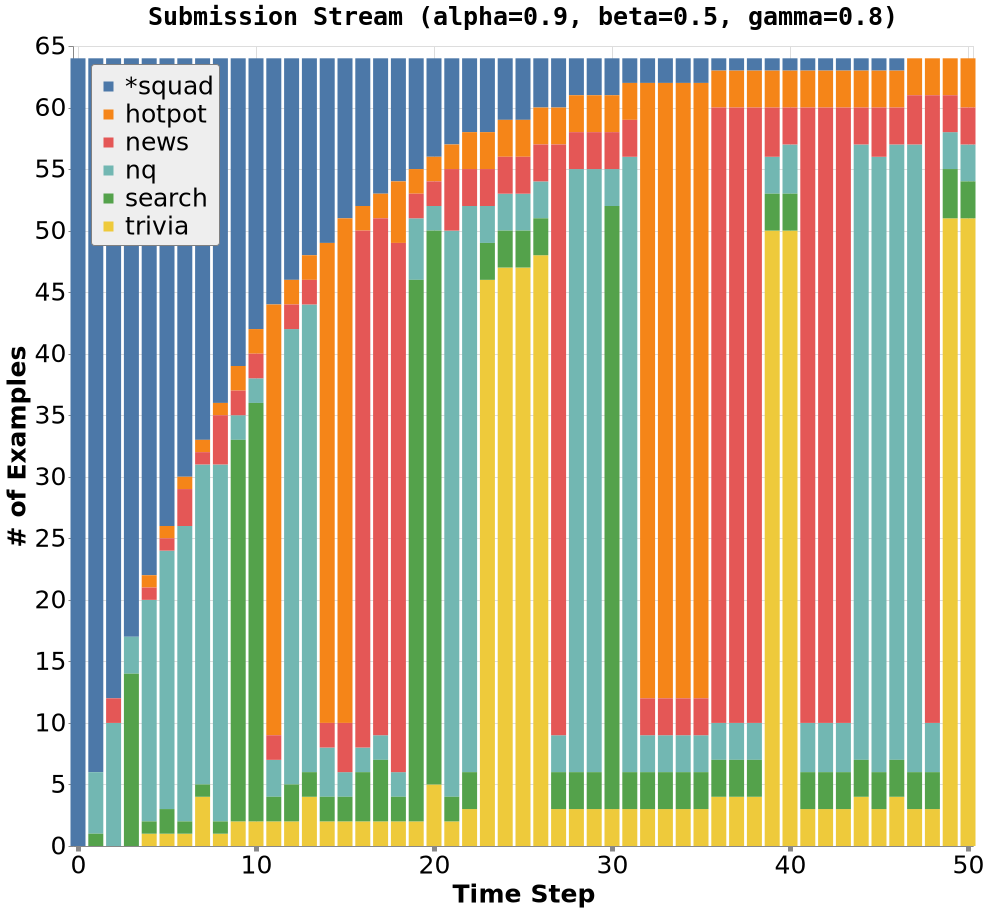 Submission Stream (alpha=0.9, beta=0.5, gamma=0.8)
65
60
55
50
45
40
35
30
25
20
15
10
5
0
# of Examples
*squad
hotpot
news
nq
search
trivia
0 10 20 30 40 50
Time Step